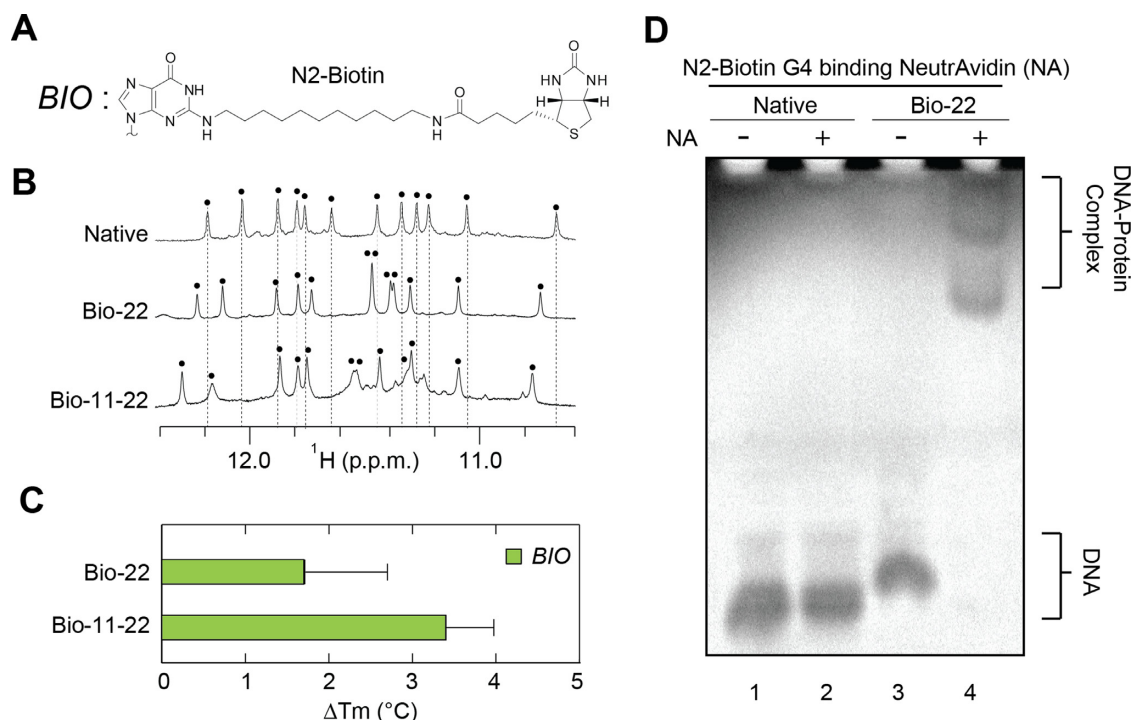 A
BIO :
N2-Biotin
O
N
NH
N
N
N
H
N
H
O
O
HN
NH
H
H
S
B
Native
Bio-22
Bio-11-22
12.0
¹H (p.p.m.)
11.0
C
Bio-22
Bio-11-22
BIO
0 1 2 3 4 5
ΔTm (°C)
D
N2-Biotin G4 binding NeutrAvidin (NA)
Native Bio-22
NA - + - +
DNA-Protein
Complex
DNA
1 2 3 4